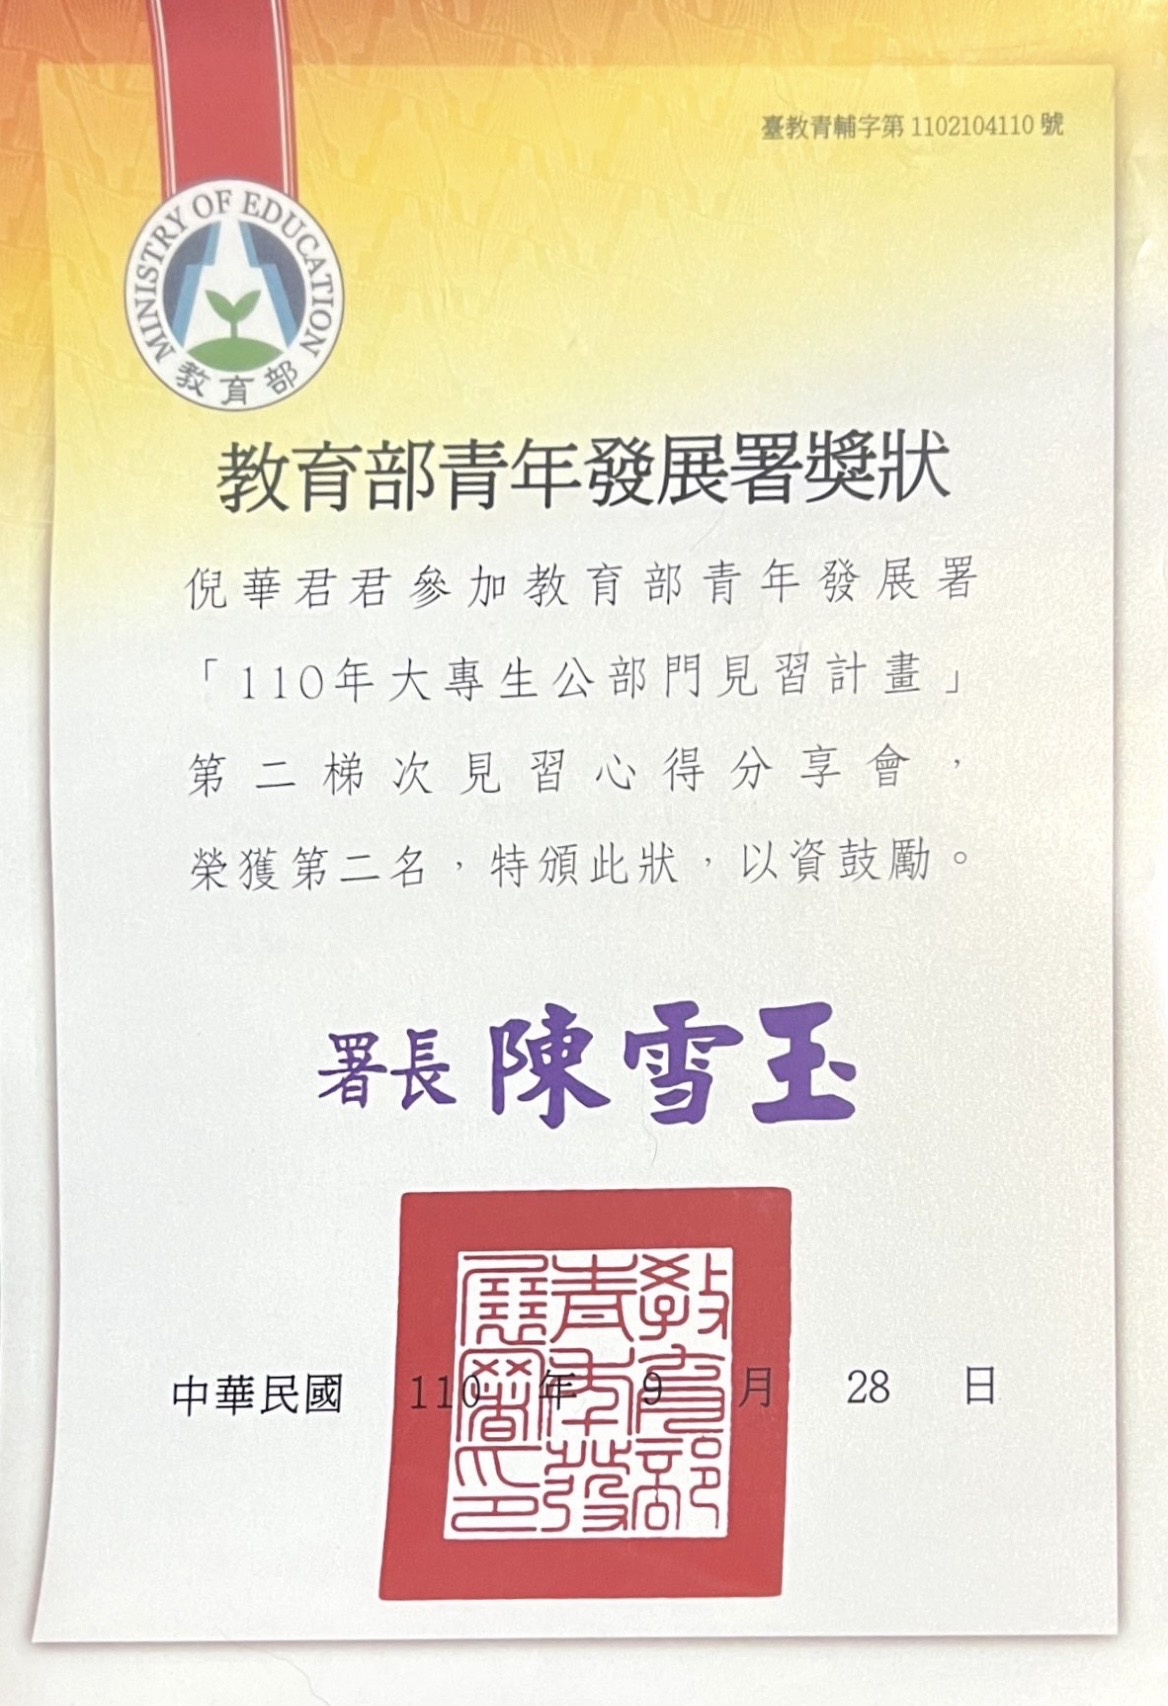 臺教青輔字第 1102104110 號
MINISTRY OF EDUCATION
教育部
教育部青年發展署獎狀
倪華君君參加教育部青年發展署
「110年大專生公部門見習計畫」
第二梯次見習心得分享會，
榮獲第二名，特頒此狀，以資鼓勵。
署長 陳雪玉
教育部青年發展署印
中華民國 110 年 9 月 28 日